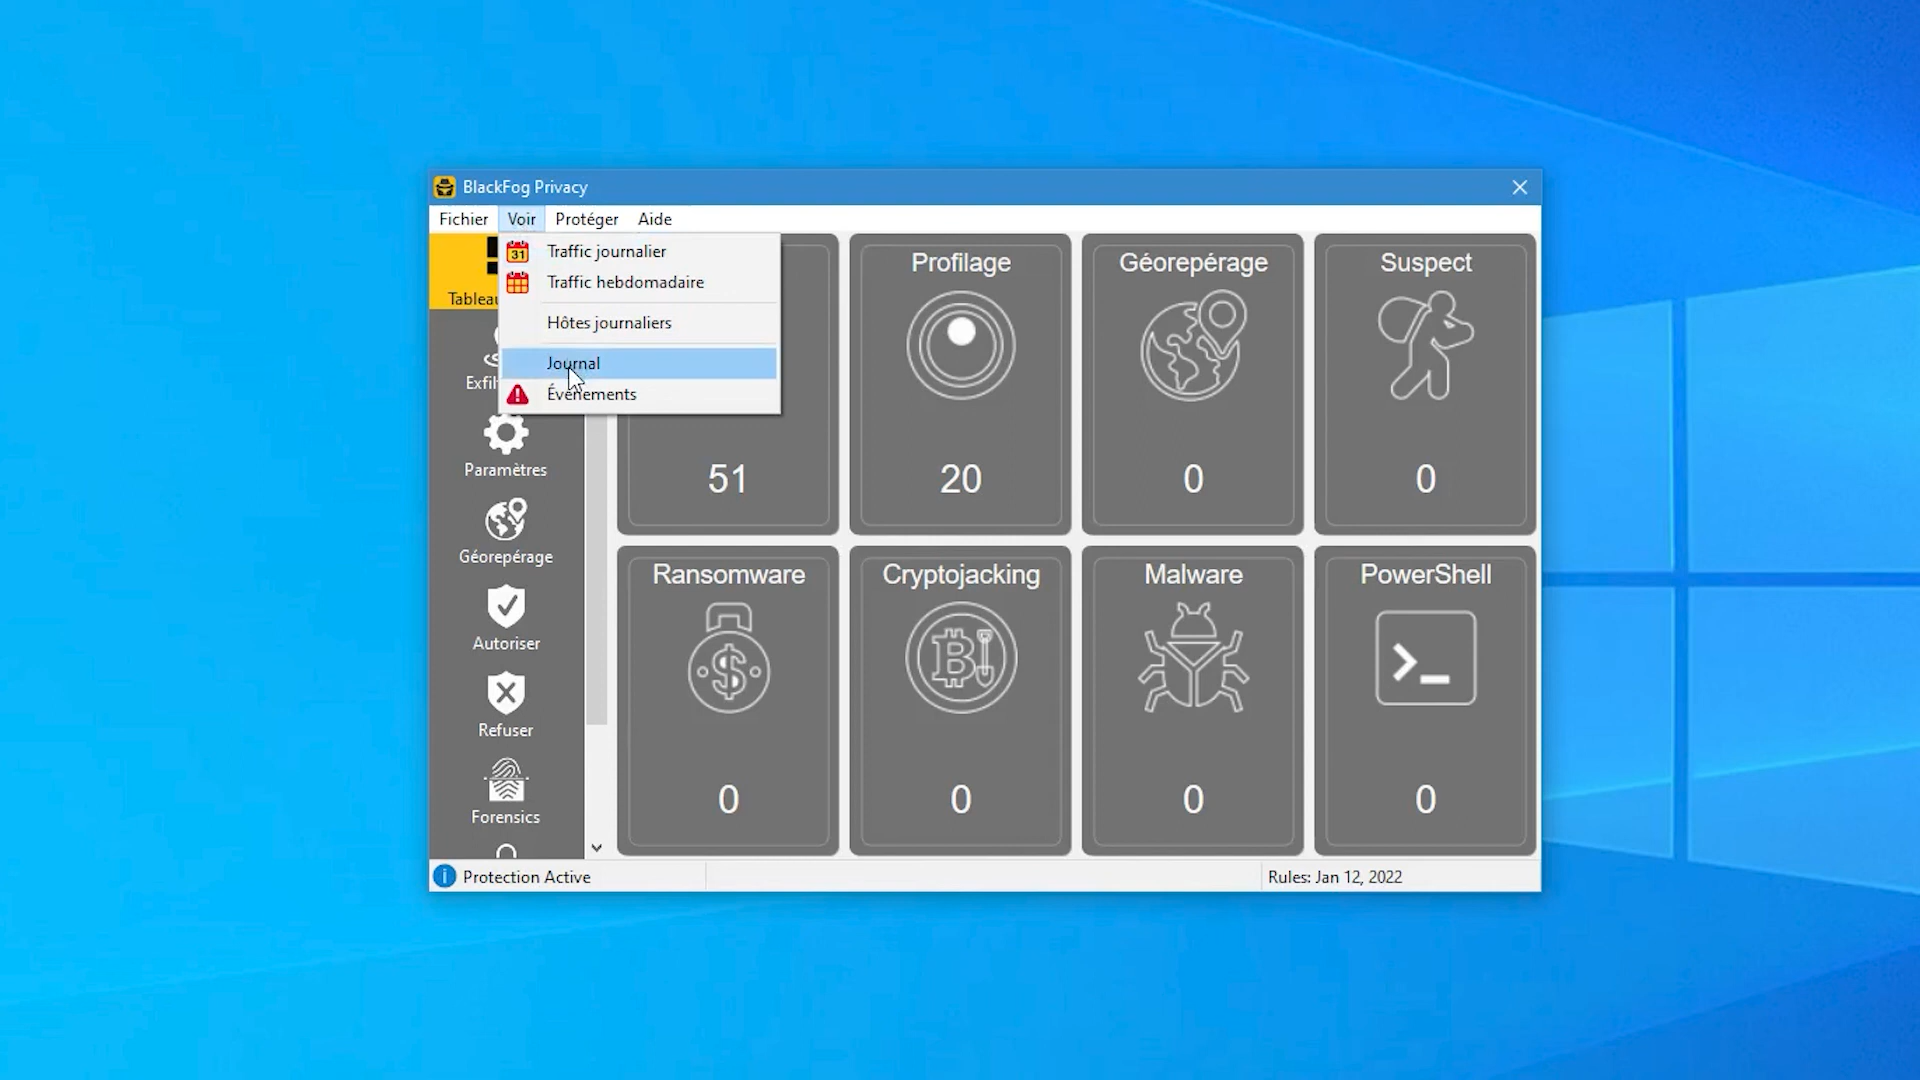 BlackFog Privacy
Fichier Voir Protéger Aide
Traffic journalier
Traffic hebdomadaire
Hôtes journaliers
Journal
Événements
Paramètres
Géorepérage
Autoriser
Refuser
Forensics
51
Profilage
20
Géorepérage
0
Suspect
0
Ransomware
0
Cryptojacking
0
Malware
0
PowerShell
0
Protection Active
Rules: Jan 12, 2022